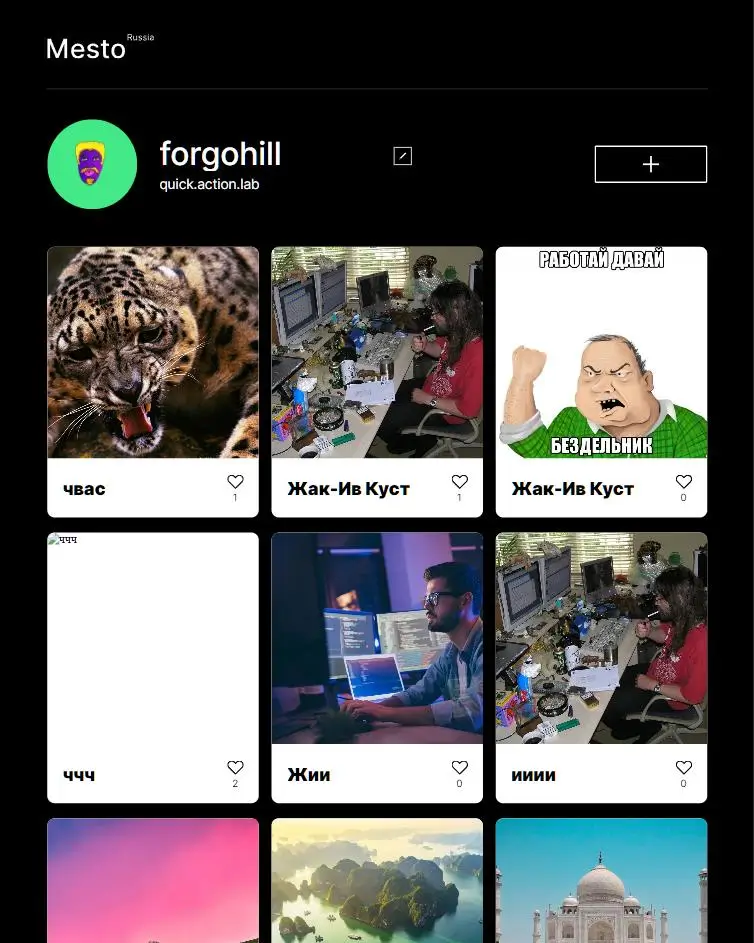 Mesto Russia
forgohill
quick.action.lab
РАБОТАЙ ДАВАЙ
БЕЗДЕЛЬНИК
чвас
1
Жак-Ив Куст
1
Жак-Ив Куст
0
ччч
ччч
2
Жии
0
ииии
0